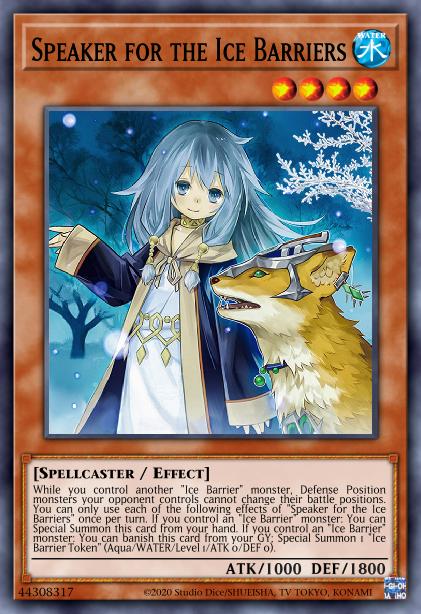 SPEAKER FOR THE ICE BARRIERS
WATER
水
[SPELLCASTER / EFFECT]
While you control another "Ice Barrier" monster, Defense Position
monsters your opponent controls cannot change their battle positions.
You can only use each of the following effects of "Speaker for the Ice
Barriers" once per turn. If you control an "Ice Barrier" monster: You can
Special Summon this card from your hand. If you control an "Ice Barrier"
monster: You can banish this card from your GY; Special Summon 1 "Ice
Barrier Token" (Aqua/WATER/Level 1/ATK 0/DEF 0).
ATK/1000 DEF/1800
44308317
©2020 Studio Dice/SHUEISHA, TV TOKYO, KONAMI